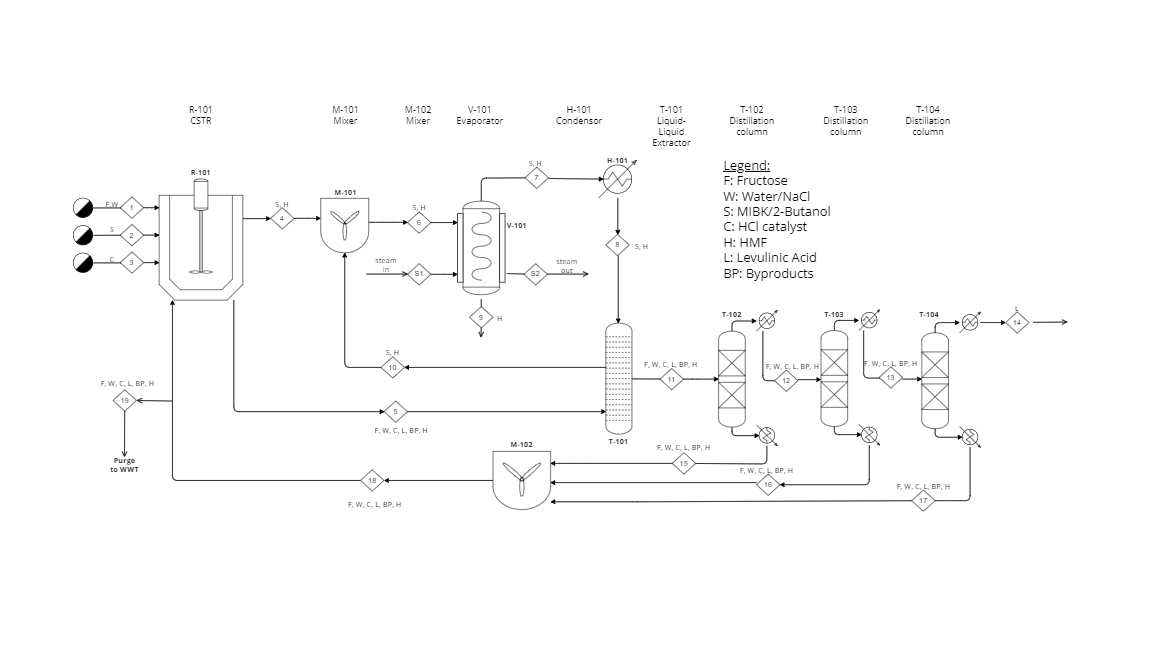 R-101
CSTR
M-101
Mixer
M-102
Mixer
V-101
Evaporator
H-101
Condensor
T-101
Liquid-
Liquid
Extractor
T-102
Distillation
column
T-103
Distillation
column
T-104
Distillation
column
Legend:
F: Fructose
W: Water/NaCl
S: MIBK/2-Butanol
C: HCl catalyst
H: HMF
L: Levulinic Acid
BP: Byproducts
R-101
F,W
1
S
2
C
3
S, H
4
M-101
S, H
6
V-101
S, H
7
H-101
8
S, H
steam
in
S1
S2
steam
out
9
H
S, H
10
5
F, W, C, L, BP, H
T-101
F, W, C, L, BP, H
11
T-102
F, W, C, L, BP, H
12
T-103
F, W, C, L, BP, H
13
T-104
L
14
F, W, C, L, BP, H
15
F, W, C, L, BP, H
16
F, W, C, L, BP, H
17
M-102
18
F, W, C, L, BP, H
F, W, C, L, BP, H
19
Purge
to WWT